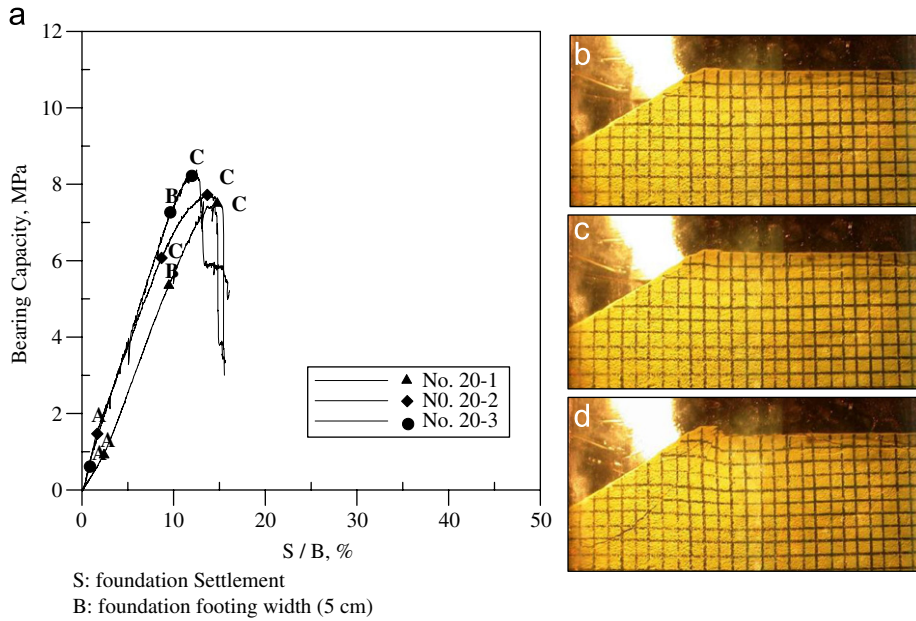 a
12
10
8
6
4
2
0
Bearing Capacity, MPa
C
B
C
C
C
B
A
A
A
No. 20-1
N0. 20-2
No. 20-3
0
10
20
30
40
50
S / B, %
S: foundation Settlement
B: foundation footing width (5 cm)
b
c
d